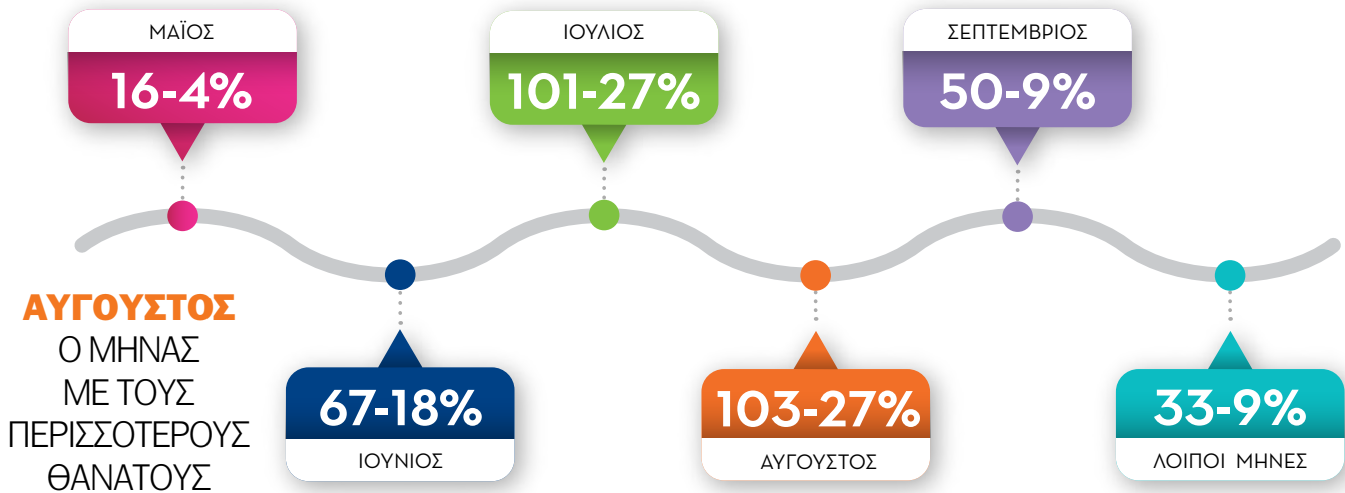 ΜΑΪΟΣ
16-4%
ΙΟΥΛΙΟΣ
101-27%
ΣΕΠΤΕΜΒΡΙΟΣ
50-9%
ΑΥΓΟΥΣΤΟΣ
Ο ΜΗΝΑΣ
ΜΕ ΤΟΥΣ
ΠΕΡΙΣΣΟΤΕΡΟΥΣ
ΘΑΝΑΤΟΥΣ
67-18%
ΙΟΥΝΙΟΣ
103-27%
ΑΥΓΟΥΣΤΟΣ
33-9%
ΛΟΙΠΟΙ ΜΗΝΕΣ